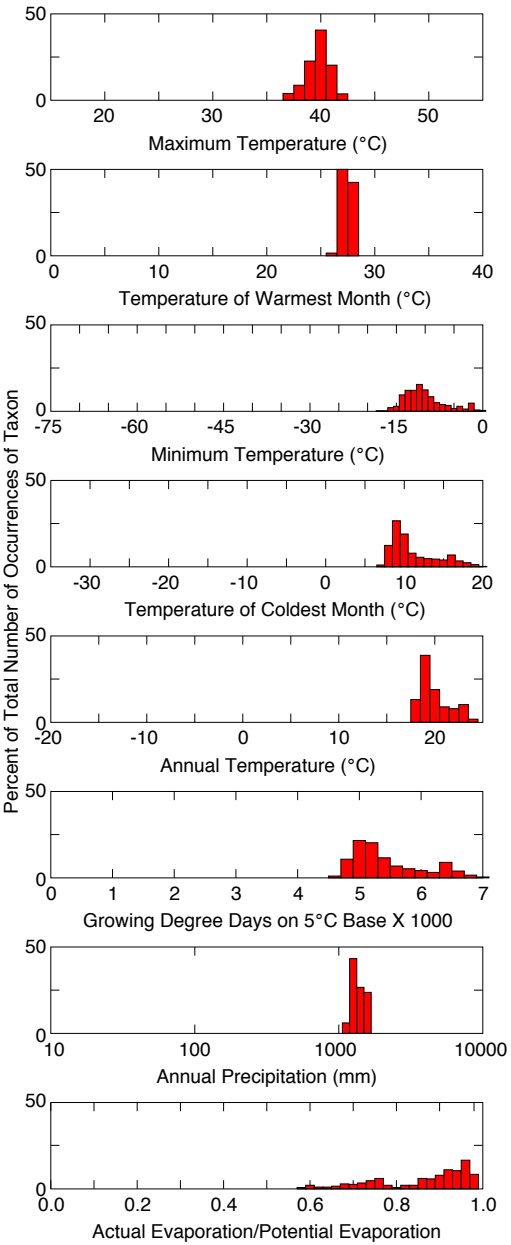 Percent of Total Number of Occurrences of Taxon
50
0
20 30 40 50
Maximum Temperature (°C)
50
0
0 10 20 30 40
Temperature of Warmest Month (°C)
50
0
-75 -60 -45 -30 -15 0
Minimum Temperature (°C)
50
0
-30 -20 -10 0 10 20
Temperature of Coldest Month (°C)
50
0
-20 -10 0 10 20
Annual Temperature (°C)
50
0
0 1 2 3 4 5 6 7
Growing Degree Days on 5°C Base X 1000
50
0
10 100 1000 10000
Annual Precipitation (mm)
50
0
0.0 0.2 0.4 0.6 0.8 1.0
Actual Evaporation/Potential Evaporation